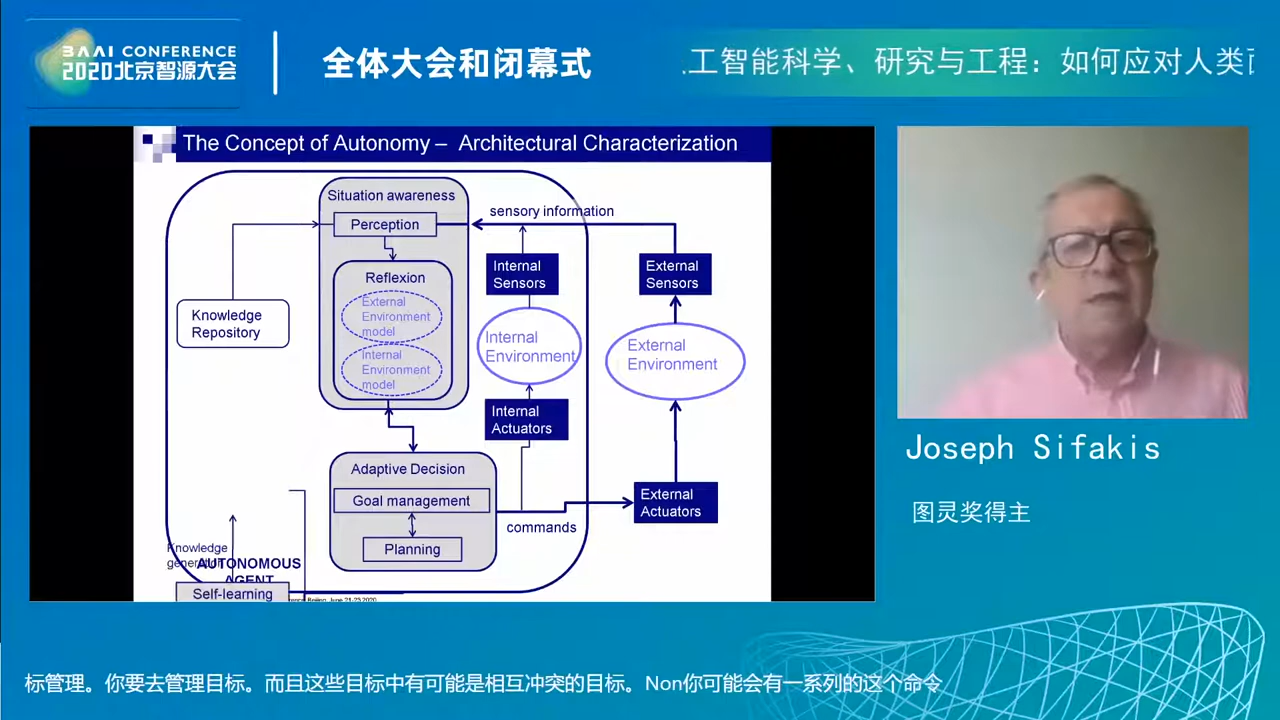 BAAI CONFERENCE
2020北京智源大会
全体大会和闭幕式
工智能科学、研究与工程：如何应对人类
The Concept of Autonomy – Architectural Characterization
Situation awareness
Perception
sensory information
Reflexion
External
Environment
model
Internal
Environment
model
Knowledge
Repository
Internal
Sensors
External
Sensors
Internal
Environment
External
Environment
Internal
Actuators
External
Actuators
Adaptive Decision
Goal management
Planning
commands
Knowledge
AUTONOMOUS
AGENT
Self-learning
Beijing, June 21-25 2020
Joseph Sifakis
图灵奖得主
标管理。你要去管理目标。而且这些目标中有可能是相互冲突的目标。Non你可能会有一系列的这个命令